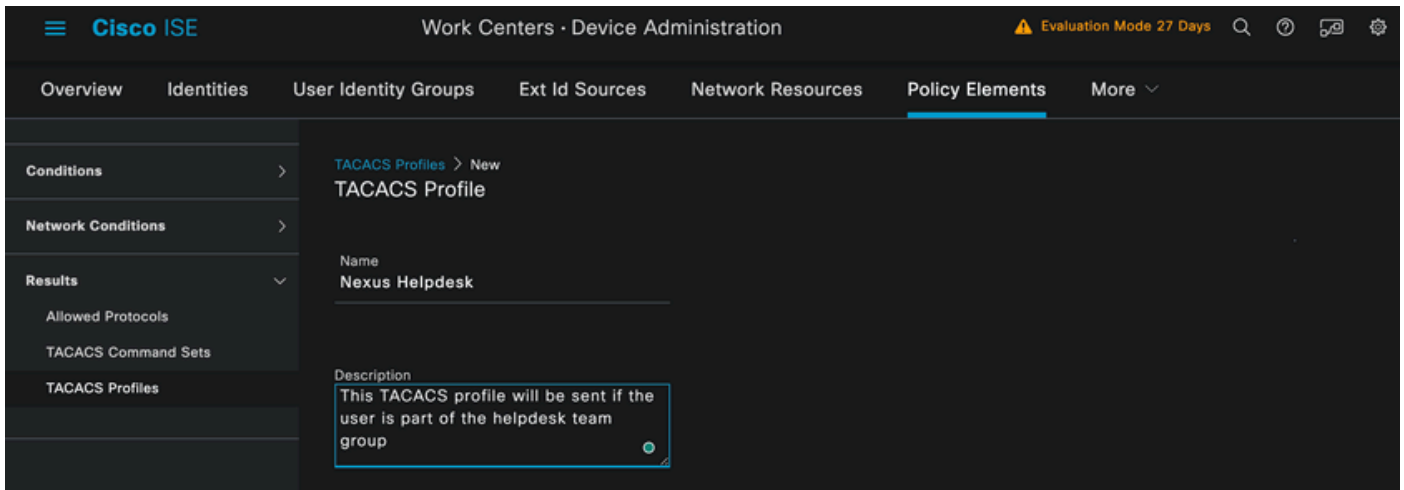 Cisco ISE
Work Centers · Device Administration
Evaluation Mode 27 Days
Overview
Identities
User Identity Groups
Ext Id Sources
Network Resources
Policy Elements
More
Conditions
Network Conditions
Results
Allowed Protocols
TACACS Command Sets
TACACS Profiles
TACACS Profiles > New
TACACS Profile
Name
Nexus Helpdesk
Description
This TACACS profile will be sent if the
user is part of the helpdesk team
group